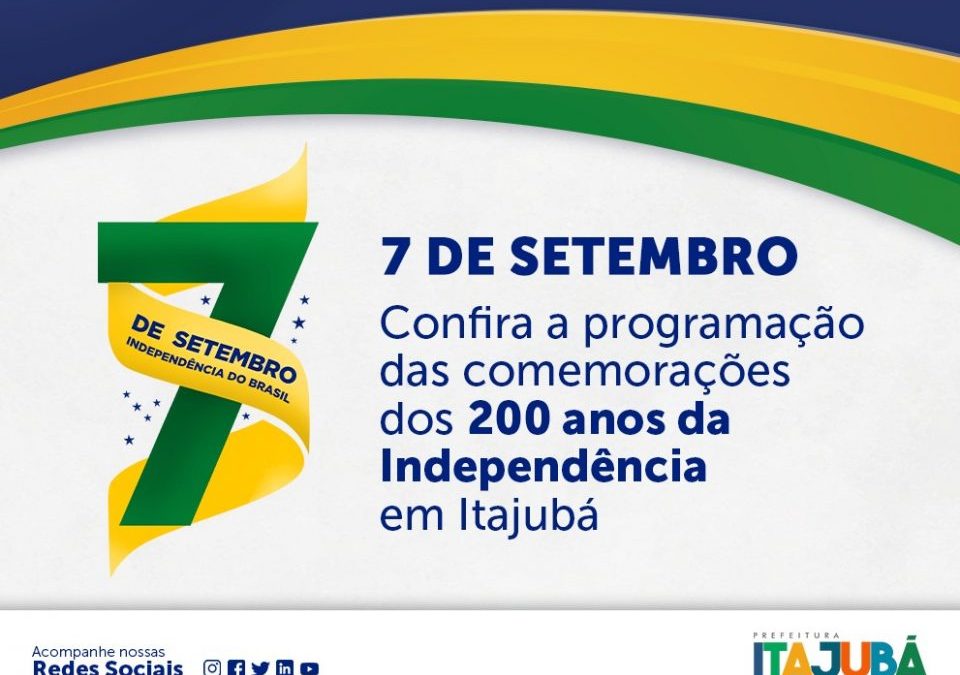 7 DE SETEMBRO
Confira a programação
das comemorações
dos 200 anos da
Independência
em Itajubá
7
DE SETEMBRO
INDEPENDÊNCIA DO BRASIL
Acompanhe nossas
Redes Sociais
PREFEITURA
ITAJUBÁ